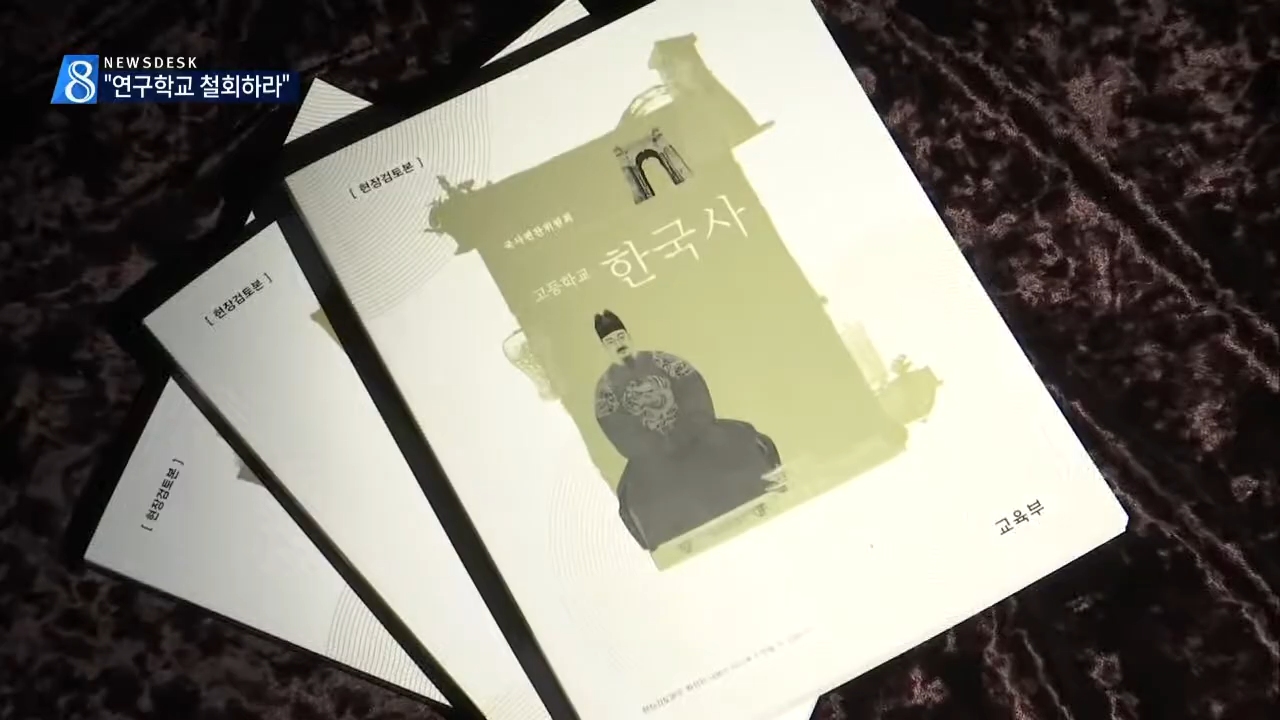 8 NEWSDESK
"연구학교 철회하라"
[ 현장검토본 ]
국사편찬위원회
고등학교 한국사
교육부
[ 현장검토본 ]
[ 현장검토본 ]